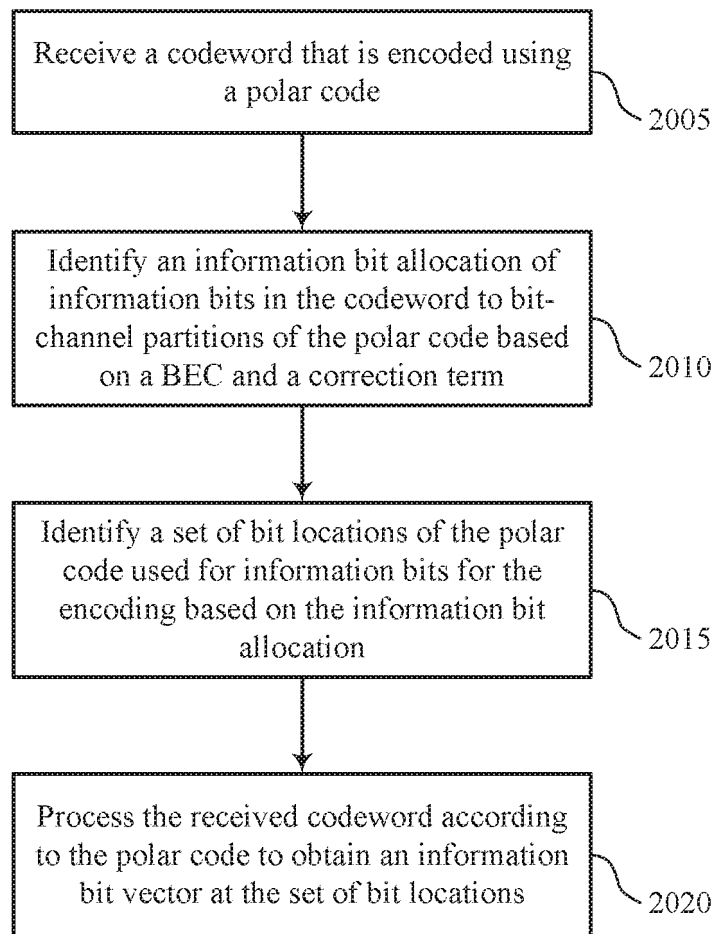 Receive a codeword that is encoded using
a polar code
2005
Identify an information bit allocation of
information bits in the codeword to bit-
channel partitions of the polar code based
on a BEC and a correction term
2010
Identify a set of bit locations of the polar
code used for information bits for the
encoding based on the information bit
allocation
2015
Process the received codeword according
to the polar code to obtain an information
bit vector at the set of bit locations
2020